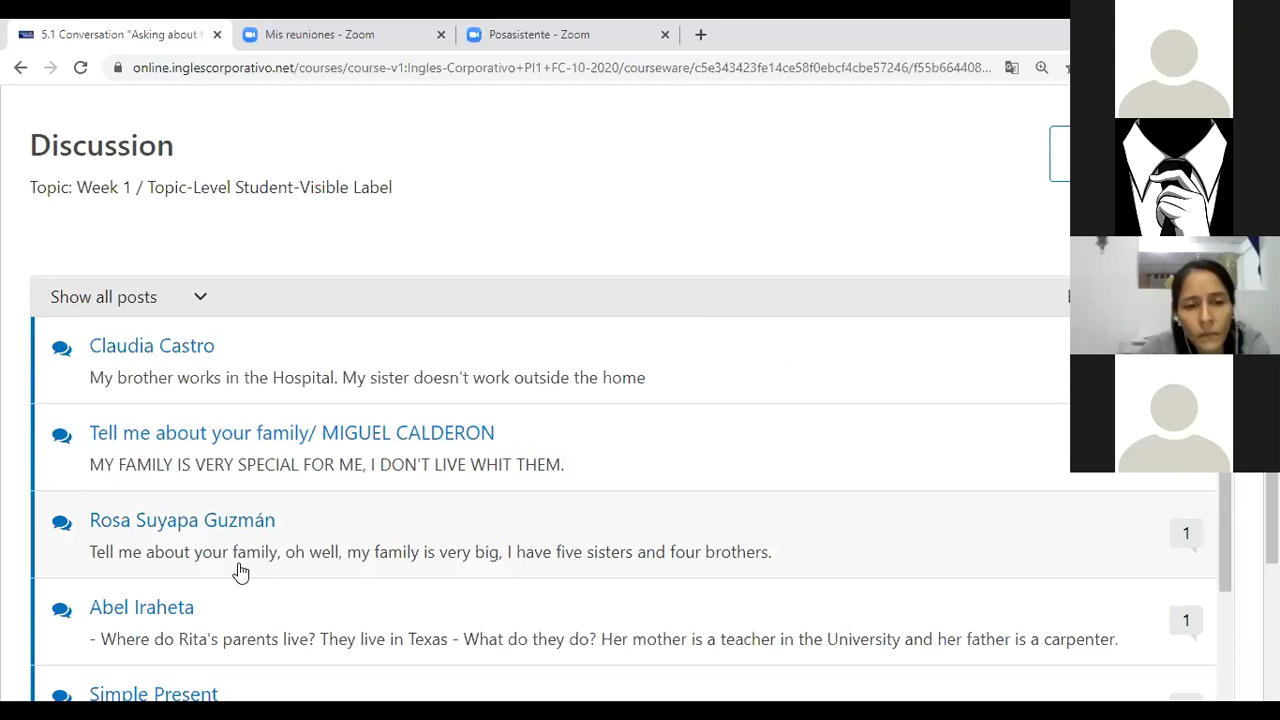 5.1 Conversation "Asking about f
Mis reuniones - Zoom
Posasistente - Zoom
online.inglescorporativo.net/courses/course-v1:Ingles-Corporativo+PI1+FC-10-2020/courseware/c5e343423fe14ce58f0ebcf4cbe57246/f55b664408...
Discussion
Topic: Week 1 / Topic-Level Student-Visible Label
Show all posts
Claudia Castro
My brother works in the Hospital. My sister doesn't work outside the home
Tell me about your family/ MIGUEL CALDERON
MY FAMILY IS VERY SPECIAL FOR ME, I DON'T LIVE WHIT THEM.
Rosa Suyapa Guzmán
1
Tell me about your family, oh well, my family is very big, I have five sisters and four brothers.
Abel Iraheta
1
- Where do Rita's parents live? They live in Texas - What do they do? Her mother is a teacher in the University and her father is a carpenter.
Simple Present